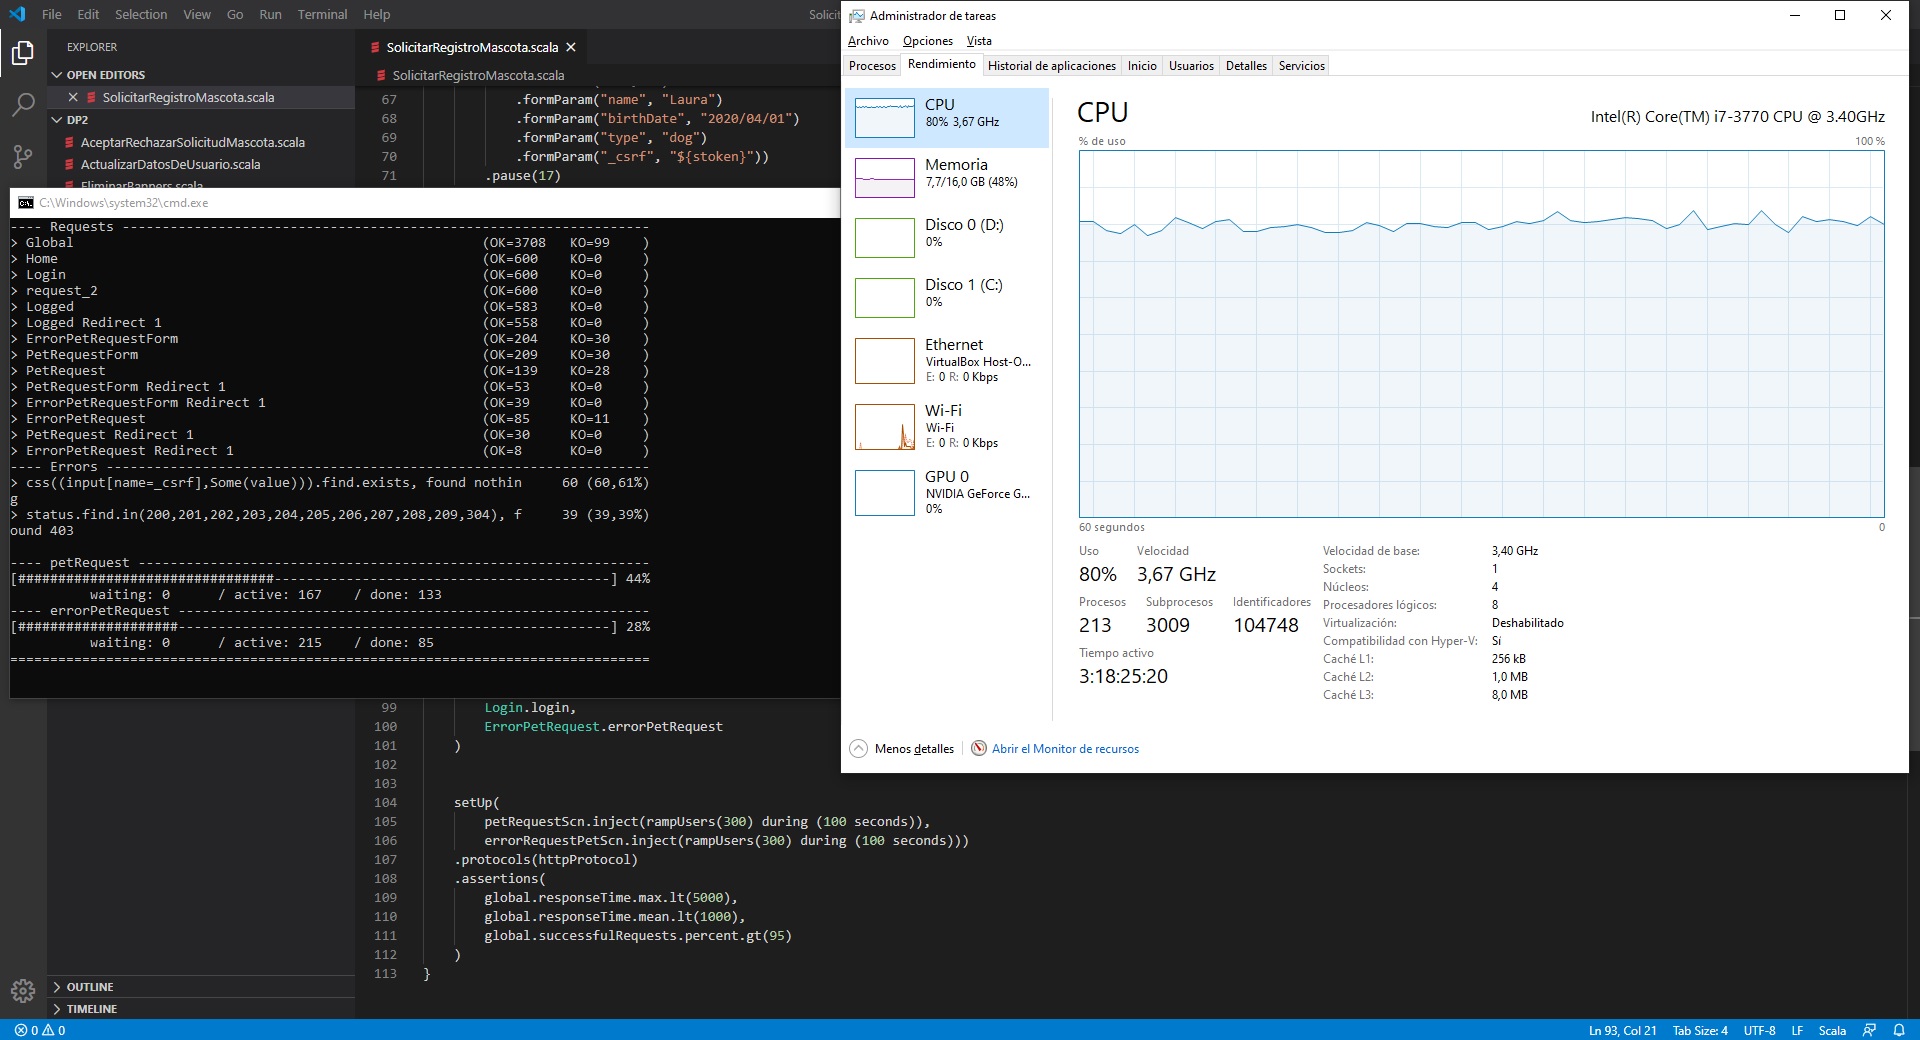 File Edit Selection View Go Run Terminal Help
Solicit
EXPLORER
OPEN EDITORS
SolicitarRegistroMascota.scala
DP2
AceptarRechazarSolicitudMascota.scala
ActualizarDatosDeUsuario.scala
EliminarBanners.scala
SolicitarRegistroMascota.scala
SolicitarRegistroMascota.scala
67 .formParam("name", "Laura")
68 .formParam("birthDate", "2020/04/01")
69 .formParam("type", "dog")
70 .formParam("_csrf", "${stoken}"))
71 .pause(17)
C:\Windows\system32\cmd.exe
---- Requests ------------------------------------------------------------------
> Global (OK=3708 KO=99 )
> Home (OK=600 KO=0 )
> Login (OK=600 KO=0 )
> request_2 (OK=600 KO=0 )
> Logged (OK=583 KO=0 )
> Logged Redirect 1 (OK=558 KO=0 )
> ErrorPetRequestForm (OK=204 KO=30 )
> PetRequestForm (OK=209 KO=30 )
> PetRequest (OK=139 KO=28 )
> PetRequestForm Redirect 1 (OK=53 KO=0 )
> ErrorPetRequestForm Redirect 1 (OK=39 KO=0 )
> ErrorPetRequest (OK=85 KO=11 )
> PetRequest Redirect 1 (OK=30 KO=0 )
> ErrorPetRequest Redirect 1 (OK=8 KO=0 )
---- Errors --------------------------------------------------------------------
> css((input[name=_csrf],Some(value))).find.exists, found nothin 60 (60,61%)
g
> status.find.in(200,201,202,203,204,205,206,207,208,209,304), f 39 (39,39%)
ound 403
---- petRequest ----------------------------------------------------------------
[################################------------------------------------------] 44%
waiting: 0 / active: 167 / done: 133
---- errorPetRequest -----------------------------------------------------------
[####################------------------------------------------------------] 28%
waiting: 0 / active: 215 / done: 85
================================================================================
99 Login.login,
100 ErrorPetRequest.errorPetRequest
101 )
102
103
104 setUp(
105 petRequestScn.inject(rampUsers(300) during (100 seconds)),
106 errorRequestPetScn.inject(rampUsers(300) during (100 seconds)))
107 .protocols(httpProtocol)
108 .assertions(
109 global.responseTime.max.lt(5000),
110 global.responseTime.mean.lt(1000),
111 global.successfulRequests.percent.gt(95)
112 )
113 }
OUTLINE
TIMELINE
0 0
Ln 93, Col 21 Tab Size: 4 UTF-8 LF Scala
Administrador de tareas
Archivo Opciones Vista
Procesos Rendimiento Historial de aplicaciones Inicio Usuarios Detalles Servicios
CPU
80% 3,67 GHz
Memoria
7,7/16,0 GB (48%)
Disco 0 (D:)
0%
Disco 1 (C:)
0%
Ethernet
VirtualBox Host-O...
E: 0 R: 0 Kbps
Wi-Fi
Wi-Fi
E: 0 R: 0 Kbps
GPU 0
NVIDIA GeForce G...
0%
CPU
Intel(R) Core(TM) i7-3770 CPU @ 3.40GHz
% de uso 100 %
60 segundos 0
Uso Velocidad
80% 3,67 GHz
Procesos Subprocesos Identificadores
213 3009 104748
Tiempo activo
3:18:25:20
Velocidad de base: 3,40 GHz
Sockets: 1
Núcleos: 4
Procesadores lógicos: 8
Virtualización: Deshabilitado
Compatibilidad con Hyper-V: Sí
Caché L1: 256 kB
Caché L2: 1,0 MB
Caché L3: 8,0 MB
Menos detalles Abrir el Monitor de recursos